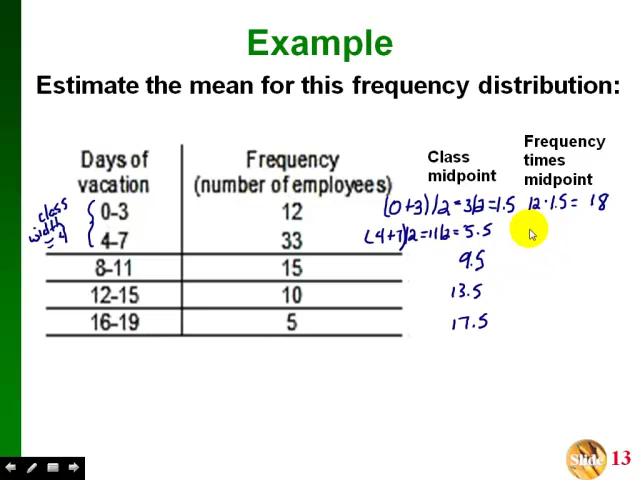 Example
Estimate the mean for this frequency distribution:
Days of vacation Frequency (number of employees) Class midpoint Frequency times midpoint
0-3 12 (0+3)/2=3/2=1.5 12·1.5= 18
4-7 33 (4+7)/2=11/2=5.5
class width = 4
8-11 15 9.5
12-15 10 13.5
16-19 5 17.5
Slide 13